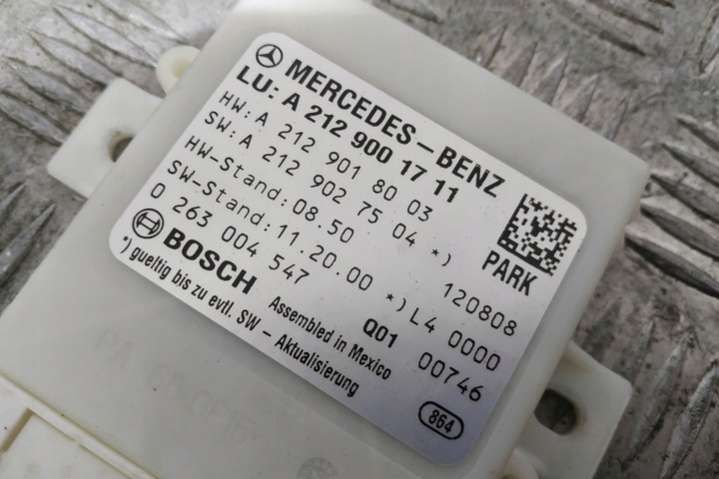 MERCEDES-BENZ
LU: A 212 900 17 11
HW: A 212 901 80 03
SW: A 212 902 75 04 *)
HW-Stand: 08.50
SW-Stand: 11.20.00 *)
0 263 004 547
BOSCH
*) gueltig bis zu evtl. SW - Aktualisierung
Assembled in Mexico
PARK
120808
L4 0000
Q01 00746
864